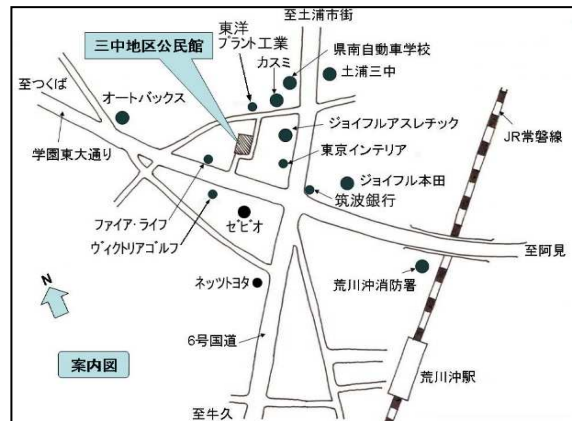 至土浦市街
東洋
プラント工業
県南自動車学校
三中地区公民館
カスミ
土浦三中
至つくば
オートバックス
JR常磐線
ジョイフルアスレチック
学園東大通り
東京インテリア
ジョイフル本田
筑波銀行
ファイア・ライフ
ゼビオ
ヴィクトリアゴルフ
至阿見
N
ネッツトヨタ
荒川沖消防署
6号国道
案内図
荒川沖駅
至牛久